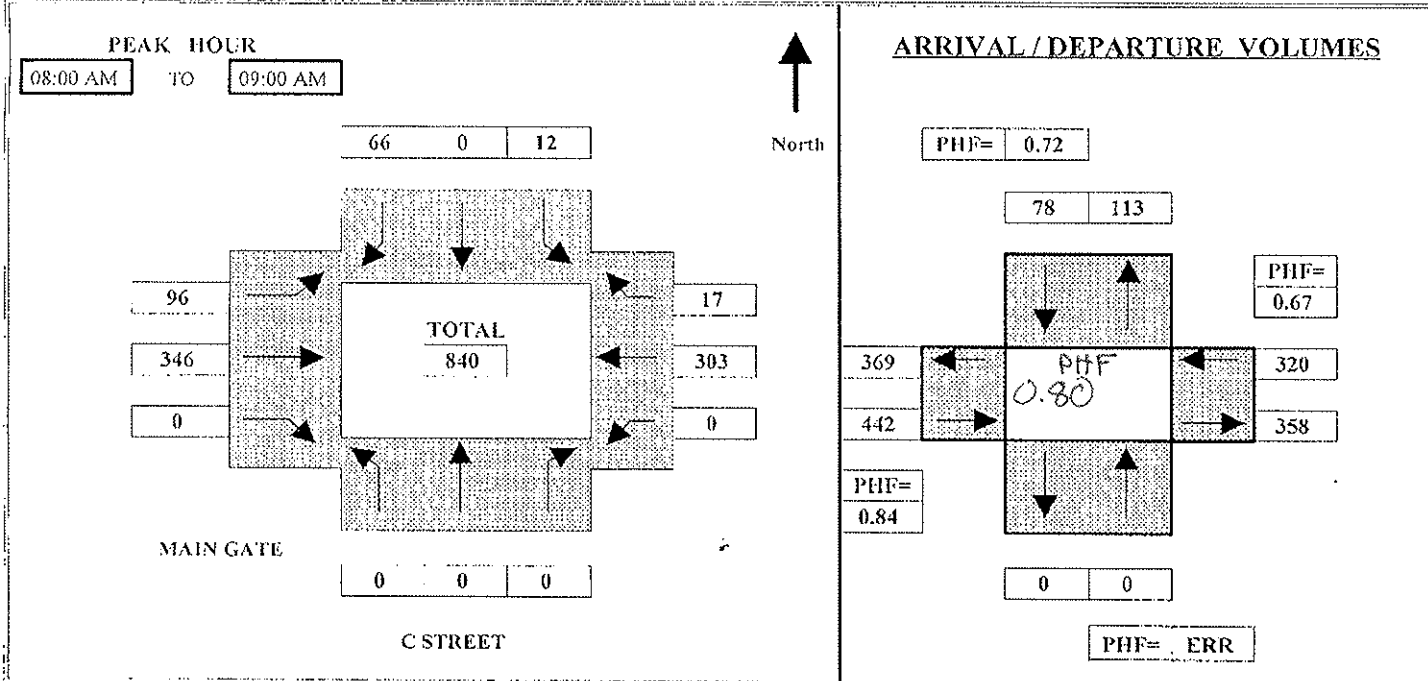 PEAK HOUR
08:00 AM TO 09:00 AM
North
66 0 12
96
346
0
TOTAL
840
17
303
0
MAIN GATE
0 0 0
C STREET
ARRIVAL / DEPARTURE VOLUMES
PHF= 0.72
78 113
PHF=
0.67
369
442
PHF
0.80
320
358
PHF=
0.84
0 0
PHF= ERR